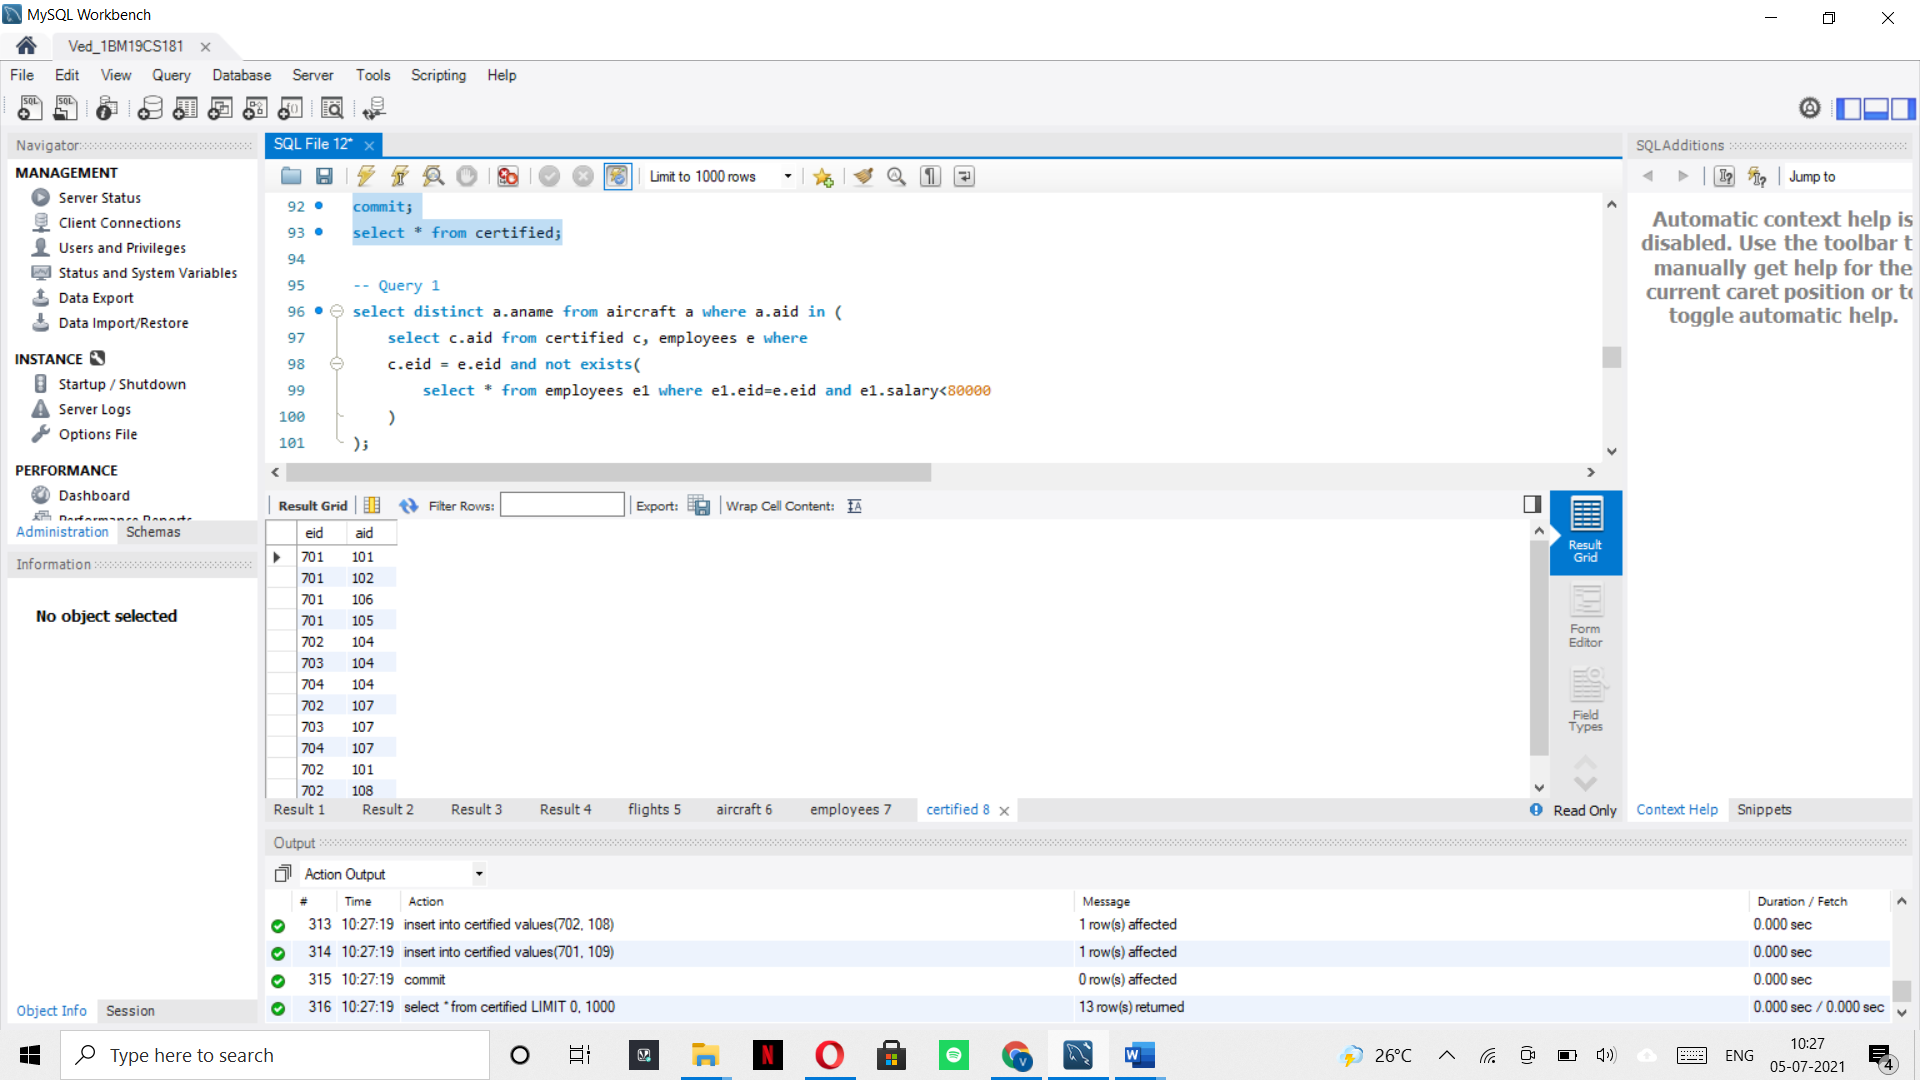 MySQL Workbench
Ved_1BM19CS181
File Edit View Query Database Server Tools Scripting Help
Navigator
MANAGEMENT
Server Status
Client Connections
Users and Privileges
Status and System Variables
Data Export
Data Import/Restore
INSTANCE
Startup / Shutdown
Server Logs
Options File
PERFORMANCE
Dashboard
Performance Reports
Administration Schemas
Information
No object selected
Object Info Session
SQL File 12*
Limit to 1000 rows
92 commit;
93 select * from certified;
94
95 -- Query 1
96 select distinct a.aname from aircraft a where a.aid in (
97 select c.aid from certified c, employees e where
98 c.eid = e.eid and not exists(
99 select * from employees e1 where e1.eid=e.eid and e1.salary<80000
100 )
101 );
Result Grid Filter Rows: Export: Wrap Cell Content:
eid aid
701 101
701 102
701 106
701 105
702 104
703 104
704 104
702 107
703 107
704 107
702 101
702 108
Result Grid
Form Editor
Field Types
Result 1 Result 2 Result 3 Result 4 flights 5 aircraft 6 employees 7 certified 8 Read Only
SQLAdditions
Jump to
Automatic context help is
disabled. Use the toolbar t
manually get help for the
current caret position or to
toggle automatic help.
Context Help Snippets
Output
Action Output
# Time Action Message Duration / Fetch
313 10:27:19 insert into certified values(702, 108) 1 row(s) affected 0.000 sec
314 10:27:19 insert into certified values(701, 109) 1 row(s) affected 0.000 sec
315 10:27:19 commit 0 row(s) affected 0.000 sec
316 10:27:19 select * from certified LIMIT 0, 1000 13 row(s) returned 0.000 sec / 0.000 sec
Type here to search
26°C
ENG
10:27
05-07-2021
4